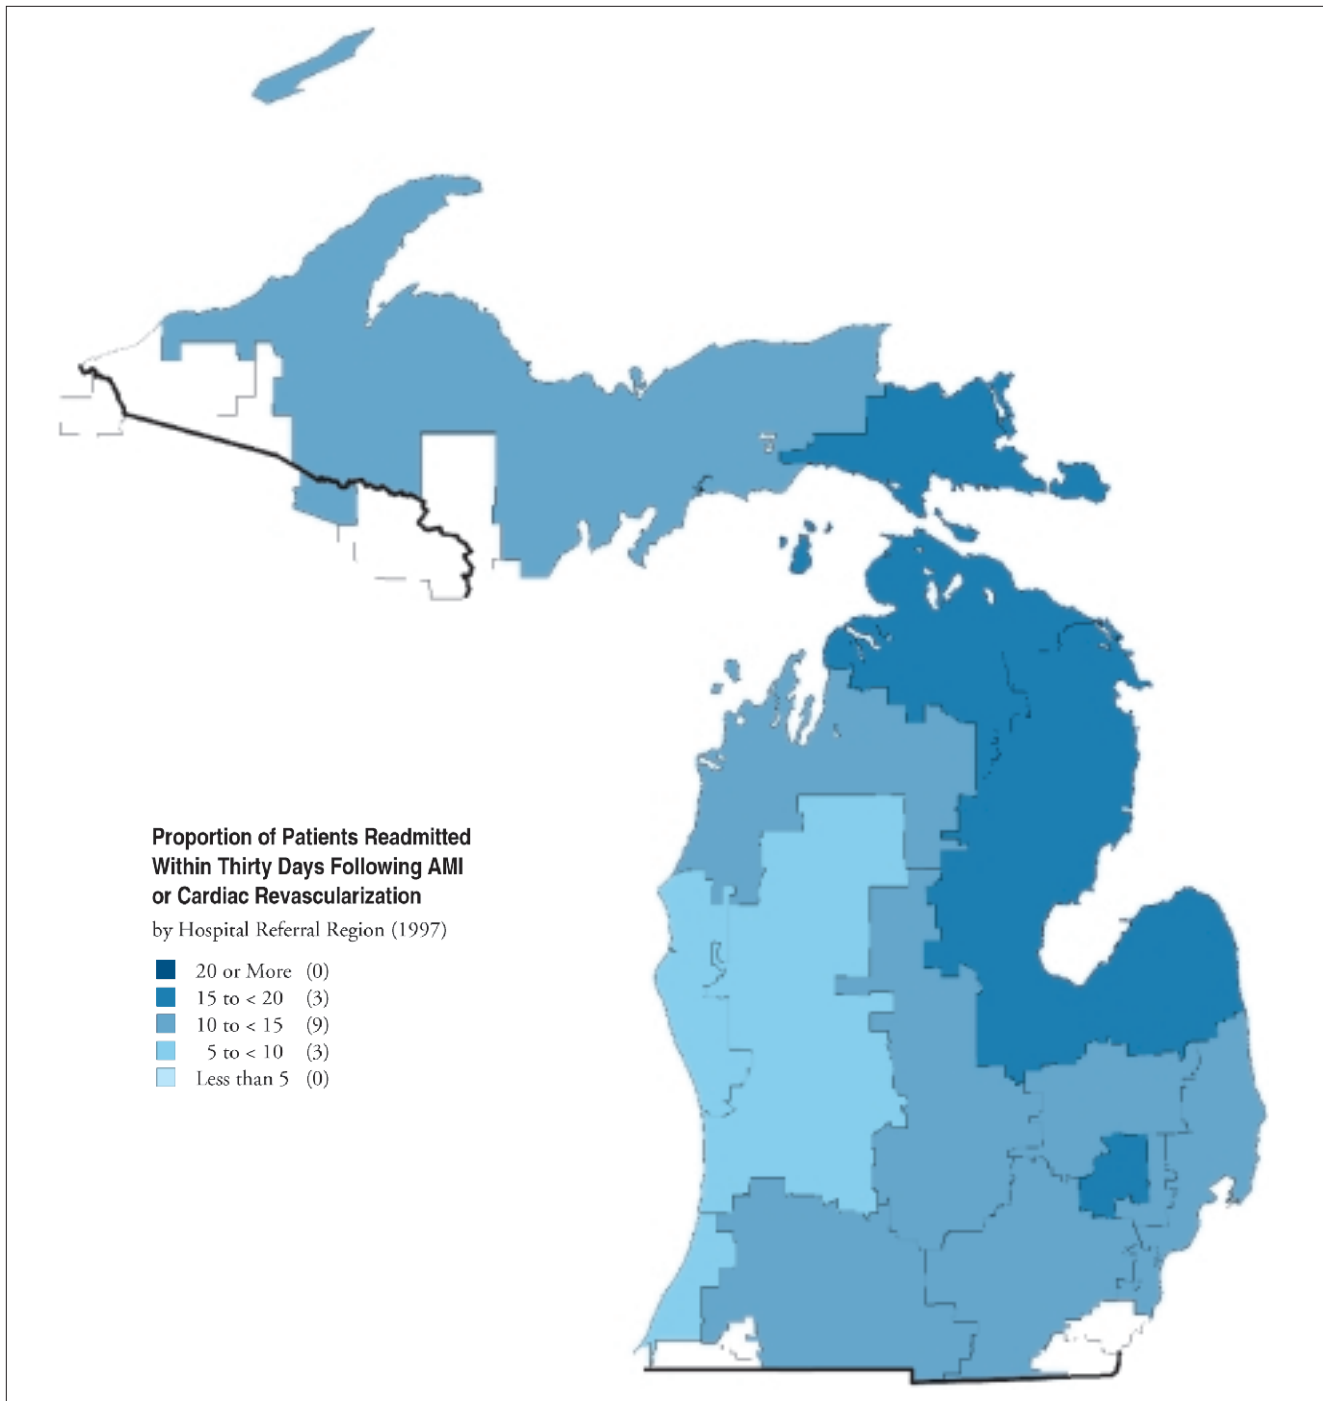 Proportion of Patients Readmitted
Within Thirty Days Following AMI
or Cardiac Revascularization
by Hospital Referral Region (1997)
20 or More (0)
15 to < 20 (3)
10 to < 15 (9)
5 to < 10 (3)
Less than 5 (0)